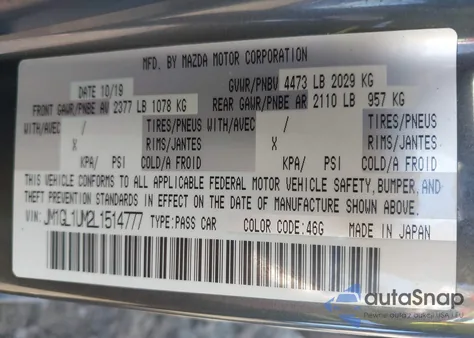 MFD. BY MAZDA MOTOR CORPORATION
DATE 10/19 GVWR/PNBV 4473 LB 2029 KG
FRONT GAWR/PNBE AV 2377 LB 1078 KG REAR GAWR/PNBE AR 2110 LB 957 KG
WITH/AVEC / TIRES/PNEUS WITH/AVEC / TIRES/PNEUS
X RIMS/JANTES X RIMS/JANTES
KPA/ PSI COLD/A FROID KPA/ PSI COLD/A FROID
THIS VEHICLE CONFORMS TO ALL APPLICABLE FEDERAL MOTOR VEHICLE SAFETY, BUMPER, AND
THEFT PREVENTION STANDARDS IN EFFECT ON THE DATE OF MANUFACTURE SHOWN ABOVE.
VIN: JM1GL1UM2L1514777 TYPE:PASS CAR COLOR CODE:46G MADE IN JAPAN
autoSnap